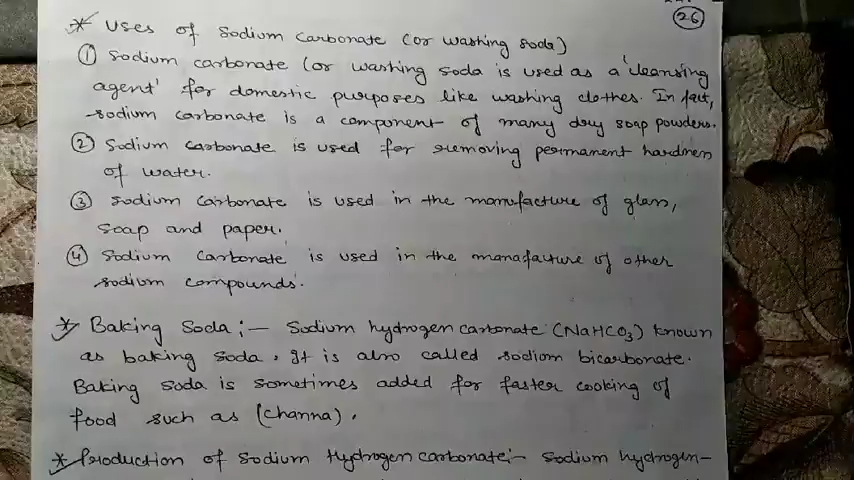 26
* Uses of Sodium Carbonate (or washing soda)
① Sodium carbonate (or washing soda is used as a 'cleansing
agent' for domestic purposes like washing clothes. In fact,
sodium carbonate is a component of many dry soap powders.
② Sodium carbonate is used for removing permanent hardness
of water.
③ Sodium Carbonate is used in the manufacture of glass,
soap and paper.
④ Sodium Carbonate is used in the manafacture of other
sodium compounds.
* Baking Soda :— Sodium hydrogen carbonate (NaHCO₃) known
as baking soda, It is also called sodium bicarbonate.
Baking soda is sometimes added for faster cooking of
food such as (Channa).
* Production of Sodium Hydrogen carbonate:— Sodium hydrogen-